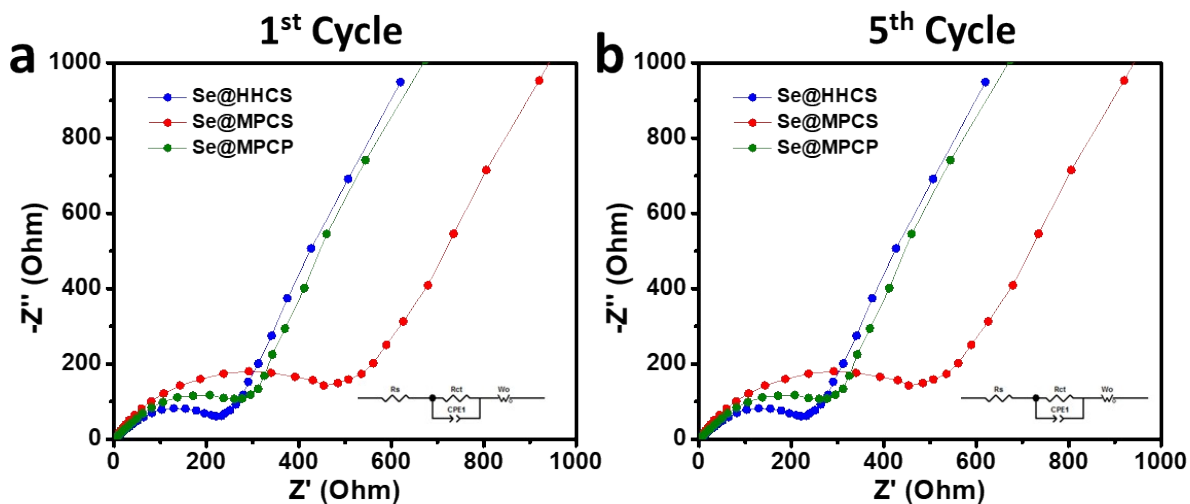 1st Cycle
5th Cycle
a
b
1000
800
600
400
200
0
-Z'' (Ohm)
Se@HHCS
Se@MPCS
Se@MPCP
Rs
Rct
Wo
CPE1
0
200
400
600
800
1000
Z' (Ohm)
1000
800
600
400
200
0
-Z'' (Ohm)
Se@HHCS
Se@MPCS
Se@MPCP
Rs
Rct
Wo
CPE1
0
200
400
600
800
1000
Z' (Ohm)